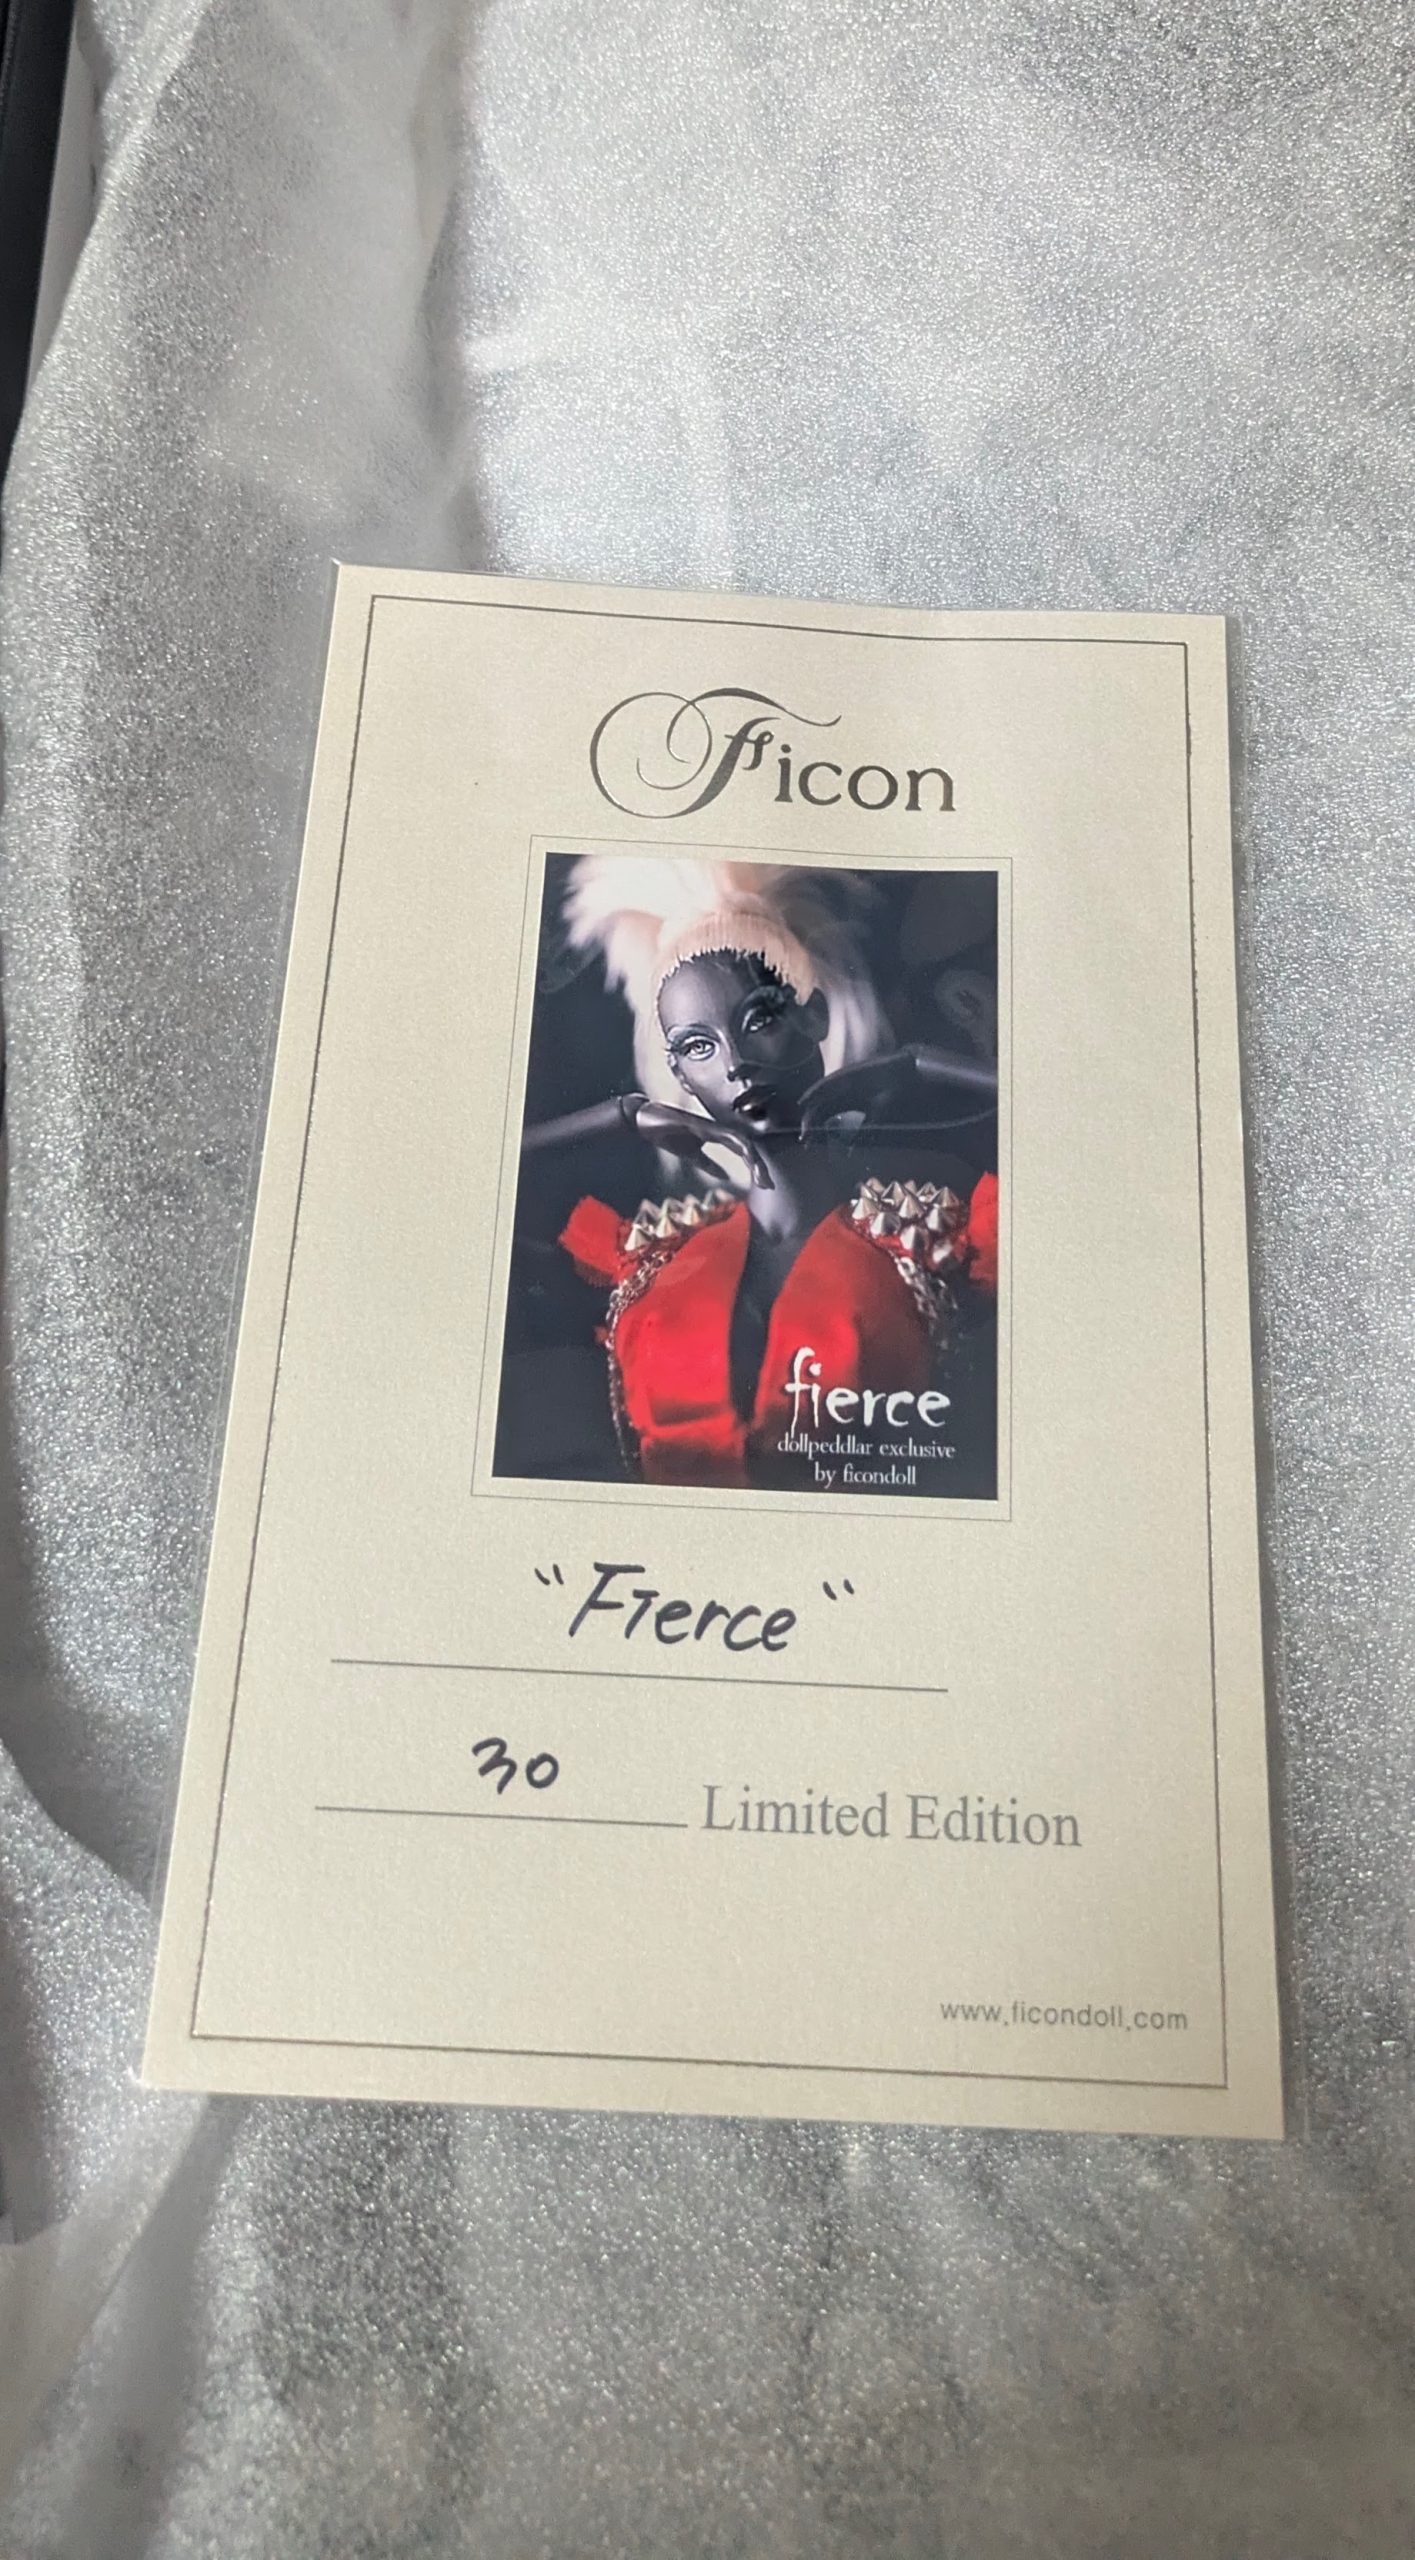 Ficon
fierce
dollpeddlar exclusive
by ficondoll
"Fierce"
30 Limited Edition
www.ficondoll.com